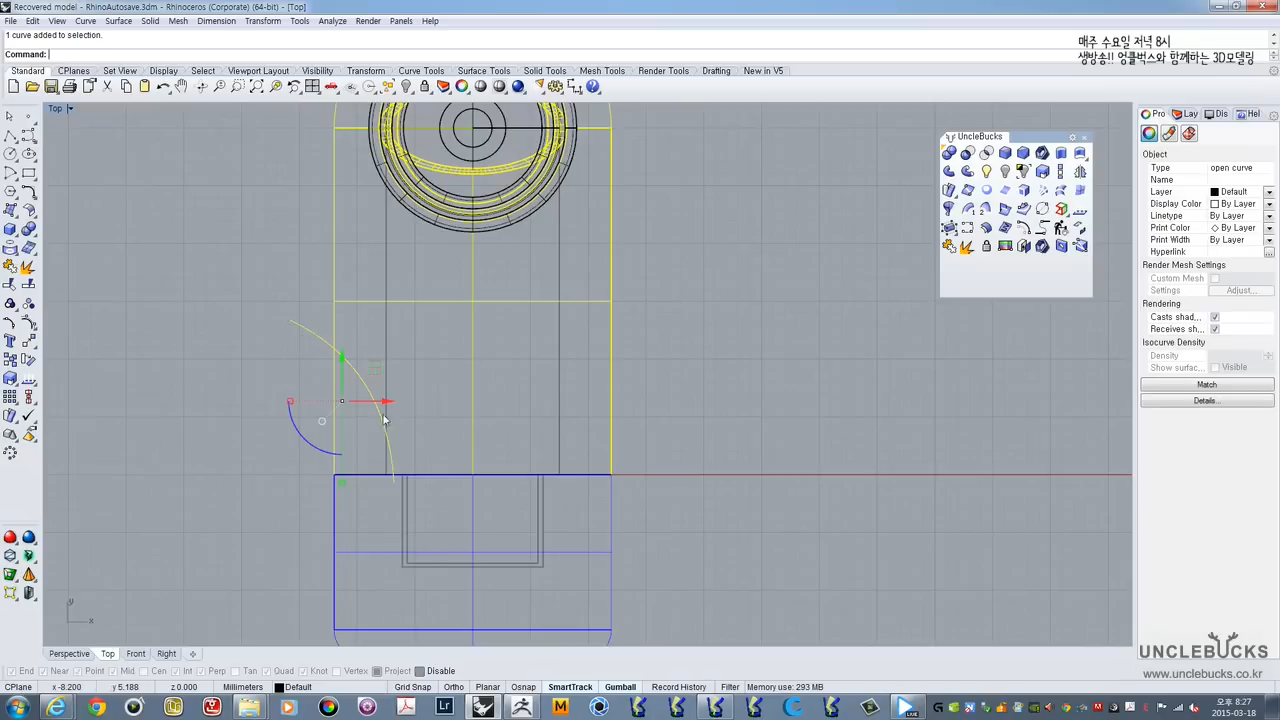 Recovered model - RhinoAutosave.3dm - Rhinoceros (Corporate) (64-bit) - [Top]
File Edit View Curve Surface Solid Mesh Dimension Transform Tools Analyze Render Panels Help
1 curve added to selection.
매주 수요일 저녁 8시
Command:
생방송!! 엉클벅스와 함께하는 3D모델링
Standard CPlanes Set View Display Select Viewport Layout Visibility Transform Curve Tools Surface Tools Solid Tools Mesh Tools Render Tools Drafting New in V5
Top
Pro Lay Dis Hel
UncleBucks
Object
Type open curve
Name
Layer Default
Display Color By Layer
Linetype By Layer
Print Color By Layer
Print Width By Layer
Hyperlink
Render Mesh Settings
Custom Mesh
Settings Adjust...
Rendering
Casts shad...
Receives sh...
Isocurve Density
Density
Show surfac... Visible
Match
Details...
y
x
Perspective Top Front Right
End Near Point Mid Cen Int Perp Tan Quad Knot Vertex Project Disable
UNCLEBUCKS
www.unclebucks.co.kr
CPlane x -8.200 y 5.188 z 0.000 Millimeters Default Grid Snap Ortho Planar Osnap SmartTrack Gumball Record History Filter Memory use: 293 MB
Lr M LIVE
오후 8:27
2015-03-18